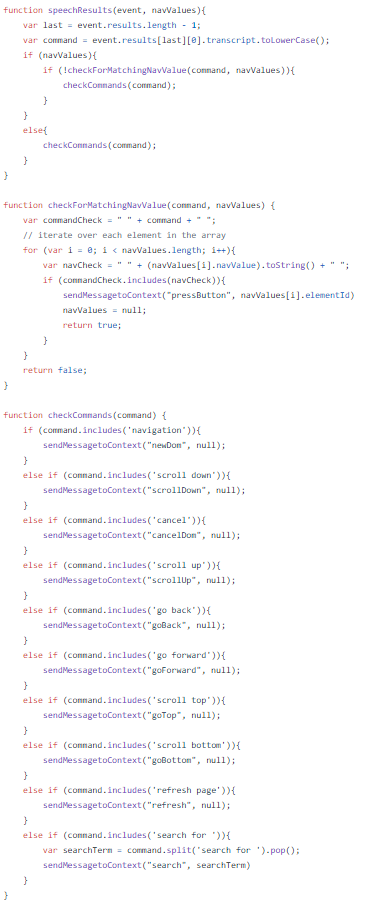 function speechResults(event, navValues){
    var last = event.results.length - 1;
    var command = event.results[last][0].transcript.toLowerCase();
    if (navValues){
        if (!checkForMatchingNavValue(command, navValues)){
            checkCommands(command);
        }
    }
    else{
        checkCommands(command);
    }
}

function checkForMatchingNavValue(command, navValues) {
    var commandCheck = " " + command + " ";
    // iterate over each element in the array
    for (var i = 0; i < navValues.length; i++){
        var navCheck = " " + (navValues[i].navValue).toString() + " ";
        if (commandCheck.includes(navCheck)){
            sendMessagetoContext("pressButton", navValues[i].elementId)
            navValues = null;
            return true;
        }
    }
    return false;
}

function checkCommands(command) {
    if (command.includes('navigation')){
        sendMessagetoContext("newDom", null);
    }
    else if (command.includes('scroll down')){
        sendMessagetoContext("scrollDown", null);
    }
    else if (command.includes('cancel')){
        sendMessagetoContext("cancelDom", null);
    }
    else if (command.includes('scroll up')){
        sendMessagetoContext("scrollUp", null);
    }
    else if (command.includes('go back')){
        sendMessagetoContext("goBack", null);
    }
    else if (command.includes('go forward')){
        sendMessagetoContext("goForward", null);
    }
    else if (command.includes('scroll top')){
        sendMessagetoContext("goTop", null);
    }
    else if (command.includes('scroll bottom')){
        sendMessagetoContext("goBottom", null);
    }
    else if (command.includes('refresh page')){
        sendMessagetoContext("refresh", null);
    }
    else if (command.includes('search for ')){
        var searchTerm = command.split('search for ').pop();
        sendMessagetoContext("search", searchTerm)
    }
}